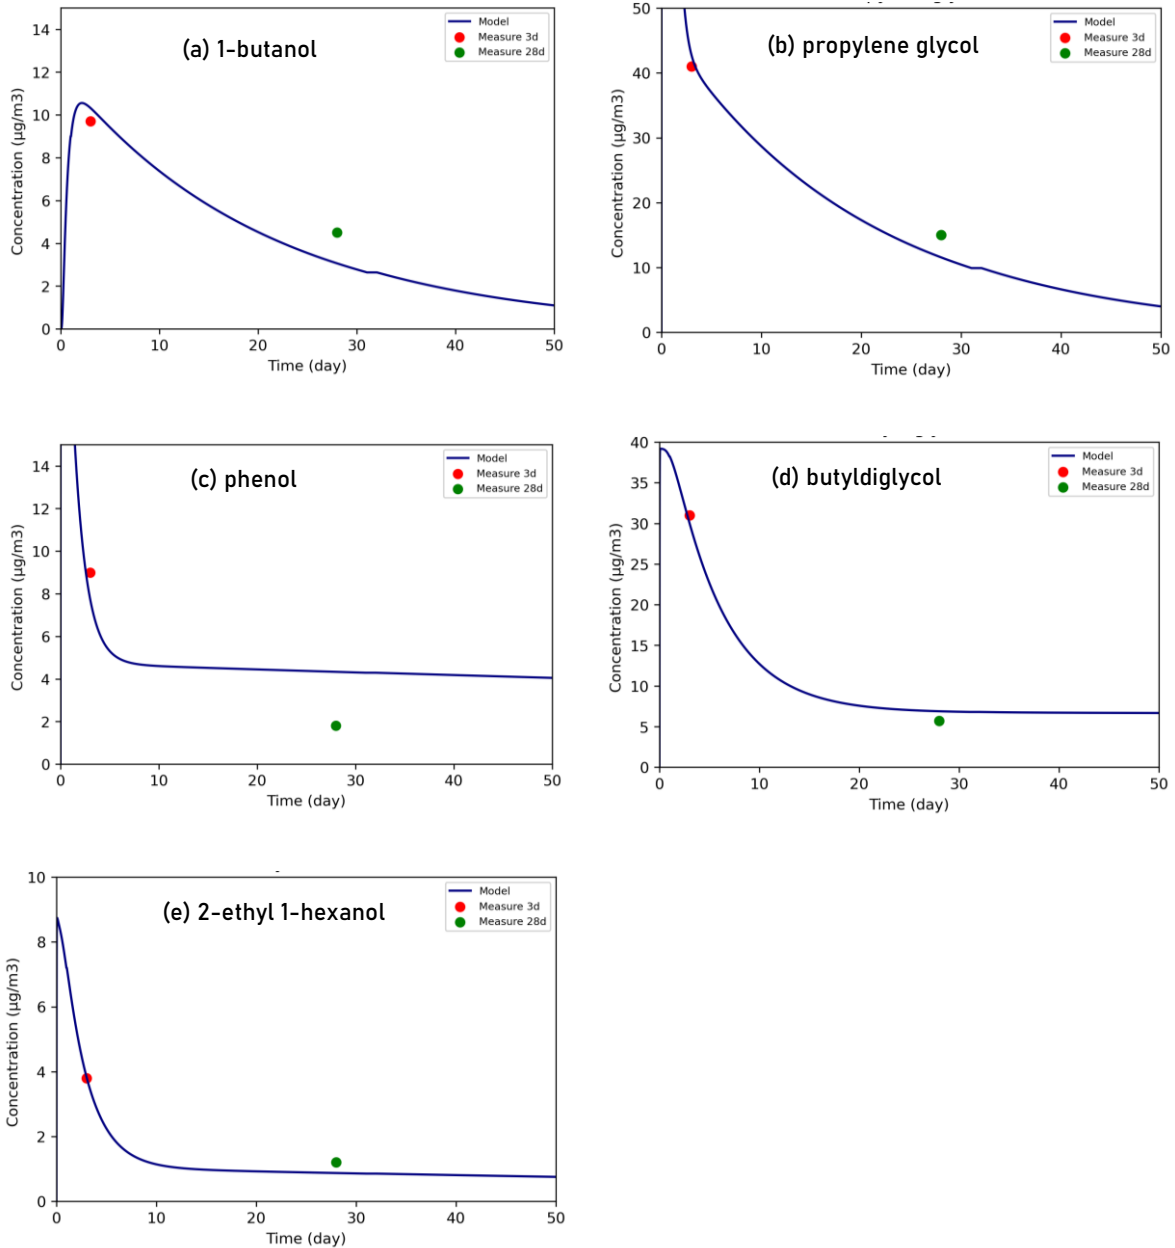 (a) 1-butanol
Model
Measure 3d
Measure 28d
Concentration (µg/m3)
14
12
10
8
6
4
2
0
0 10 20 30 40 50
Time (day)
(b) propylene glycol
Model
Measure 3d
Measure 28d
Concentration (µg/m3)
50
40
30
20
10
0
0 10 20 30 40 50
Time (day)
(c) phenol
Model
Measure 3d
Measure 28d
Concentration (µg/m3)
14
12
10
8
6
4
2
0
0 10 20 30 40 50
Time (day)
(d) butyldiglycol
Model
Measure 3d
Measure 28d
Concentration (µg/m3)
40
35
30
25
20
15
10
5
0
0 10 20 30 40 50
Time (day)
(e) 2-ethyl 1-hexanol
Model
Measure 3d
Measure 28d
Concentration (µg/m3)
10
8
6
4
2
0
0 10 20 30 40 50
Time (day)